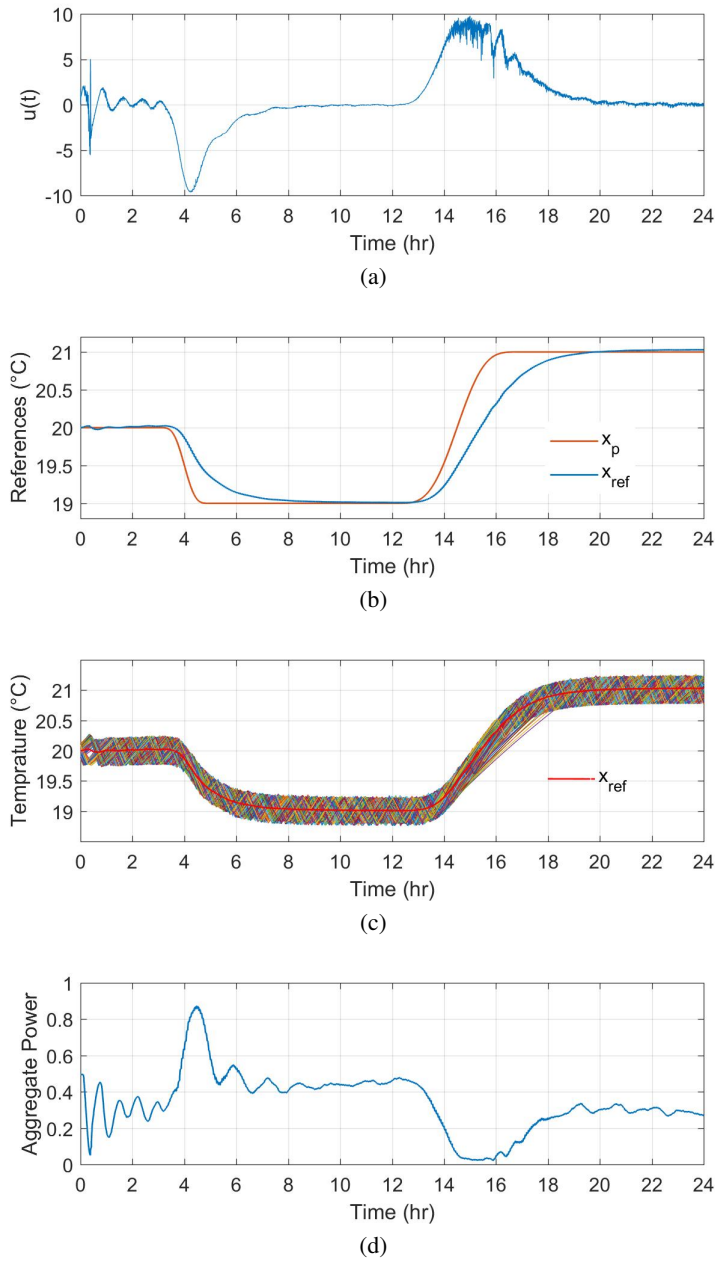 10
5
0
-5
-10
u(t)
0 2 4 6 8 10 12 14 16 18 20 22 24
Time (hr)
(a)
21
20.5
20
19.5
19
References (°C)
x_p
x_ref
0 2 4 6 8 10 12 14 16 18 20 22 24
Time (hr)
(b)
21
20.5
20
19.5
19
Temprature (°C)
x_ref
0 2 4 6 8 10 12 14 16 18 20 22 24
Time (hr)
(c)
1
0.8
0.6
0.4
0.2
0
Aggregate Power
0 2 4 6 8 10 12 14 16 18 20 22 24
Time (hr)
(d)